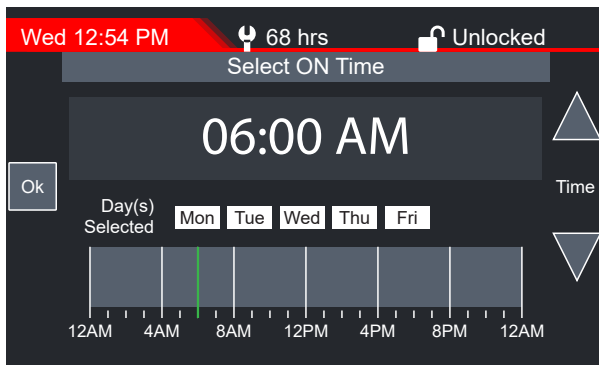 Wed 12:54 PM 68 hrs Unlocked
Select ON Time
06:00 AM
Ok
Time
Day(s)
Selected
Mon Tue Wed Thu Fri
12AM 4AM 8AM 12PM 4PM 8PM 12AM